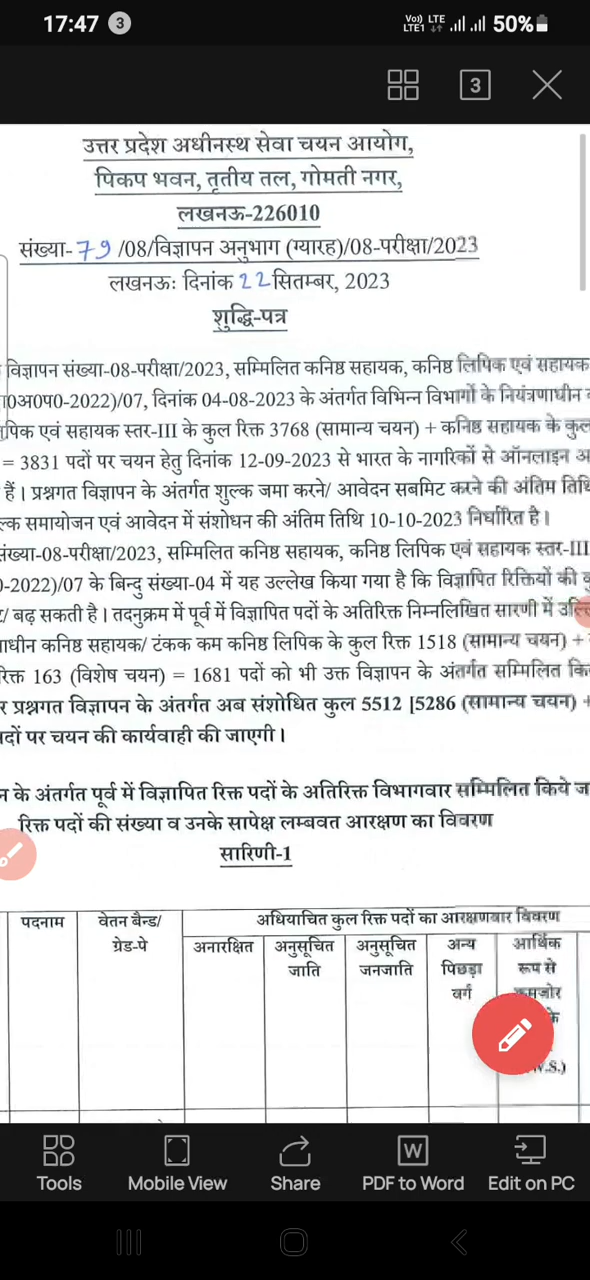 17:47 3 Vo) LTE LTE1 50%
3
उत्तर प्रदेश अधीनस्थ सेवा चयन आयोग,
पिकप भवन, तृतीय तल, गोमती नगर,
लखनऊ-226010
संख्या-79/08/विज्ञापन अनुभाग (ग्यारह)/08-परीक्षा/2023
लखनऊः दिनांक 22 सितम्बर, 2023
शुद्धि-पत्र
विज्ञापन संख्या-08-परीक्षा/2023, सम्मिलित कनिष्ठ सहायक, कनिष्ठ लिपिक एवं सहायक
0अ0प0-2022)/07, दिनांक 04-08-2023 के अंतर्गत विभिन्न विभागों के नियंत्रणाधीन
पिक एवं सहायक स्तर-III के कुल रिक्त 3768 (सामान्य चयन) + कनिष्ठ सहायक के कुल
= 3831 पदों पर चयन हेतु दिनांक 12-09-2023 से भारत के नागरिकों से ऑनलाइन
हैं। प्रश्नगत विज्ञापन के अंतर्गत शुल्क जमा करने/ आवेदन सबमिट करने की अंतिम तिथि
ल्क समायोजन एवं आवेदन में संशोधन की अंतिम तिथि 10-10-2023 निर्धारित है।
संख्या-08-परीक्षा/2023, सम्मिलित कनिष्ठ सहायक, कनिष्ठ लिपिक एवं सहायक स्तर-III
0-2022)/07 के बिन्दु संख्या-04 में यह उल्लेख किया गया है कि विज्ञापित रिक्तियों की
/ बढ़ सकती है। तदनुक्रम में पूर्व में विज्ञापित पदों के अतिरिक्त निम्नलिखित सारणी में
ाधीन कनिष्ठ सहायक/ टंकक कम कनिष्ठ लिपिक के कुल रिक्त 1518 (सामान्य चयन) +
रिक्त 163 (विशेष चयन) = 1681 पदों को भी उक्त विज्ञापन के अंतर्गत सम्मिलित
र प्रश्नगत विज्ञापन के अंतर्गत अब संशोधित कुल 5512 [5286 (सामान्य चयन) +
पदों पर चयन की कार्यवाही की जाएगी।
न के अंतर्गत पूर्व में विज्ञापित रिक्त पदों के अतिरिक्त विभागवार सम्मिलित किये
रिक्त पदों की संख्या व उनके सापेक्ष लम्बवत आरक्षण का विवरण
सारिणी-1
पदनाम वेतन बैन्ड/ ग्रेड-पे अधियाचित कुल रिक्त पदों का आरक्षणवार विवरण
अनारक्षित अनुसूचित जाति अनुसूचित जनजाति अन्य पिछड़ा वर्ग आर्थिक रूप से कमजोर के .S.)
Tools Mobile View Share PDF to Word Edit on PC